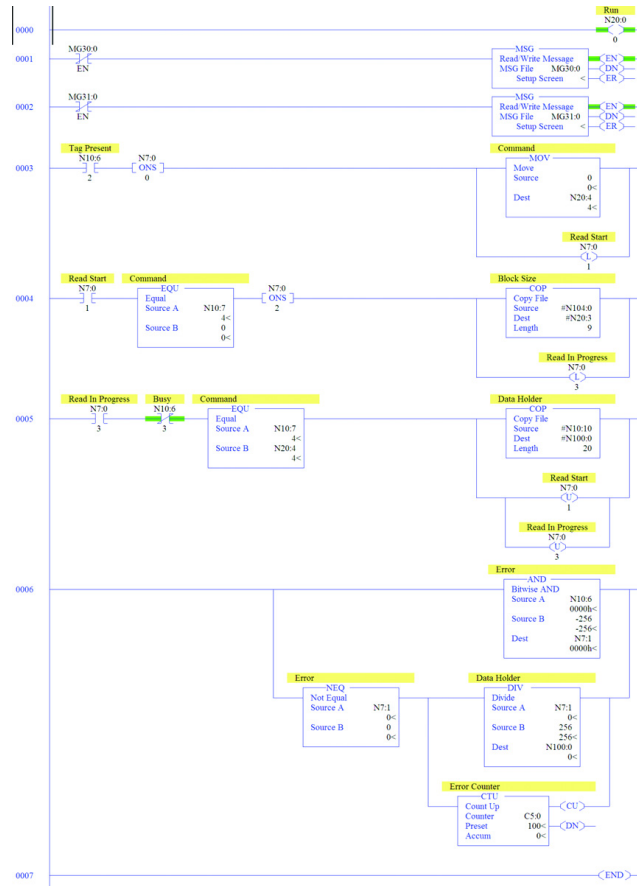 Run
N20:0
0000
0
MG30:0
MSG
0001
Read/Write Message
EN
EN
MSG File MG30:0
DN
Setup Screen <
ER
MG31:0
MSG
0002
Read/Write Message
EN
EN
MSG File MG31:0
DN
Setup Screen <
ER
Tag Present
Command
N10:6
N7:0
MOV
0003
ONS
Move
2
0
Source 0
0<
Dest N20:4
4<
Read Start
N7:0
L
1
Read Start
Command
Block Size
N7:0
EQU
N7:0
COP
0004
Equal
ONS
Copy File
1
Source A N10:7
2
Source #N104:0
4<
Dest #N20:3
Source B 0
Length 9
0<
Read In Progress
N7:0
L
3
Read In Progress
Busy
Command
Data Holder
N7:0
N10:6
EQU
COP
0005
Equal
Copy File
3
3
Source A N10:7
Source #N10:10
4<
Dest #N100:0
Source B N20:4
Length 20
4<
Read Start
N7:0
U
1
Read In Progress
N7:0
U
3
Error
AND
0006
Bitwise AND
Source A N10:6
0000h<
Source B -256
-256<
Dest N7:1
0000h<
Error
Data Holder
NEQ
DIV
Not Equal
Divide
Source A N7:1
Source A N7:1
0<
0<
Source B 0
Source B 256
0<
256<
Dest N100:0
0<
Error Counter
CTU
Count Up
CU
Counter C5:0
Preset 100<
DN
Accum 0<
0007
END